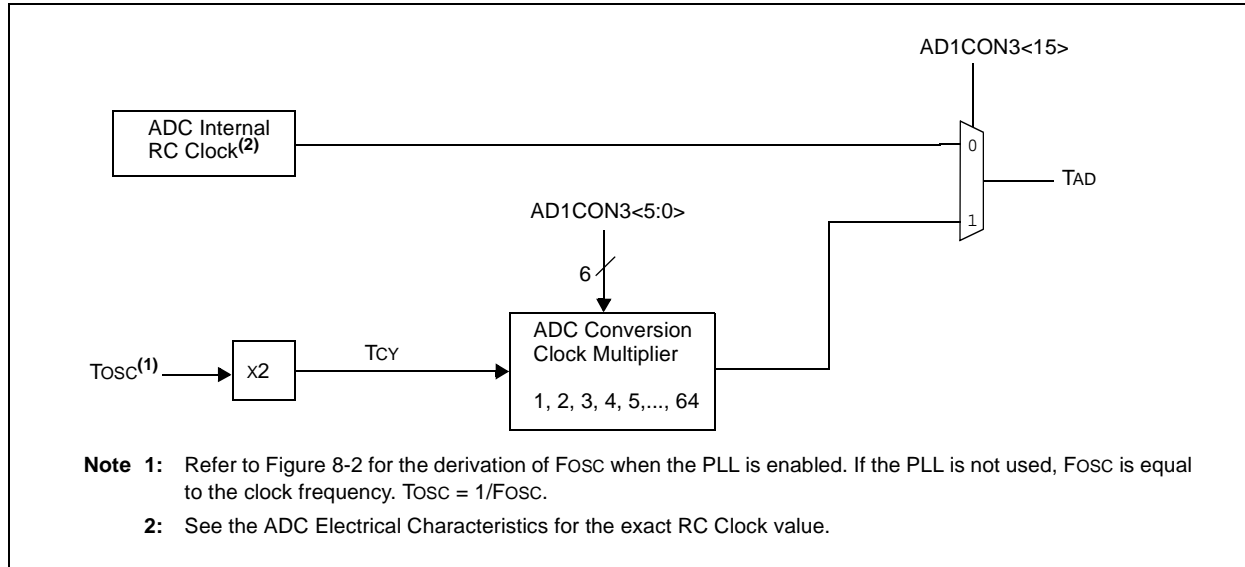 AD1CON3<15>
ADC Internal
RC Clock(2)
0
TAD
AD1CON3<5:0>
1
6
ADC Conversion
Clock Multiplier
TOSC(1)
X2
TCY
1, 2, 3, 4, 5,..., 64
Note 1: Refer to Figure 8-2 for the derivation of FOSC when the PLL is enabled. If the PLL is not used, FOSC is equal
to the clock frequency. TOSC = 1/FOSC.
2: See the ADC Electrical Characteristics for the exact RC Clock value.